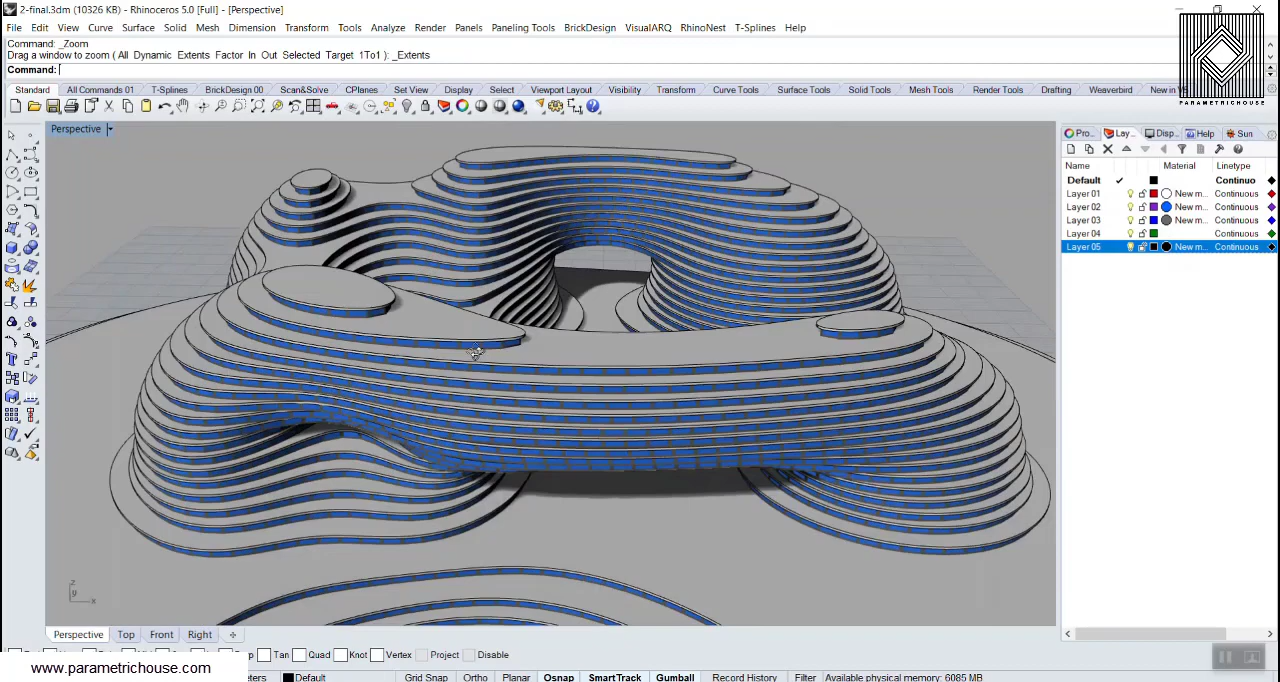 2-final.3dm (10326 KB) - Rhinoceros 5.0 [Full] - [Perspective]
File Edit View Curve Surface Solid Mesh Dimension Transform Tools Analyze Render Panels Paneling Tools BrickDesign VisualARQ RhinoNest T-Splines Help
Command: _Zoom
Drag a window to zoom ( All Dynamic Extents Factor In Out Selected Target 1To1 ): _Extents
Command:
PARAMETRICHOUSE
Standard All Commands 01 T-Splines BrickDesign 00 Scan&Solve CPlanes Set View Display Select Viewport Layout Visibility Transform Curve Tools Surface Tools Solid Tools Mesh Tools Render Tools Drafting Weaverbird New in V5
Perspective
Pro... Lay... Disp... Help Sun
Name Material Linetype
Default Continuo
Layer 01 New m... Continuous
Layer 02 New m... Continuous
Layer 03 New m... Continuous
Layer 04 Continuous
Layer 05 New m... Continuous
z
y
x
Perspective Top Front Right
Tan Quad Knot Vertex Project Disable
www.parametrichouse.com
Default Grid Snap Ortho Planar Osnap SmartTrack Gumball Record History Filter Available physical memory: 6085 MB